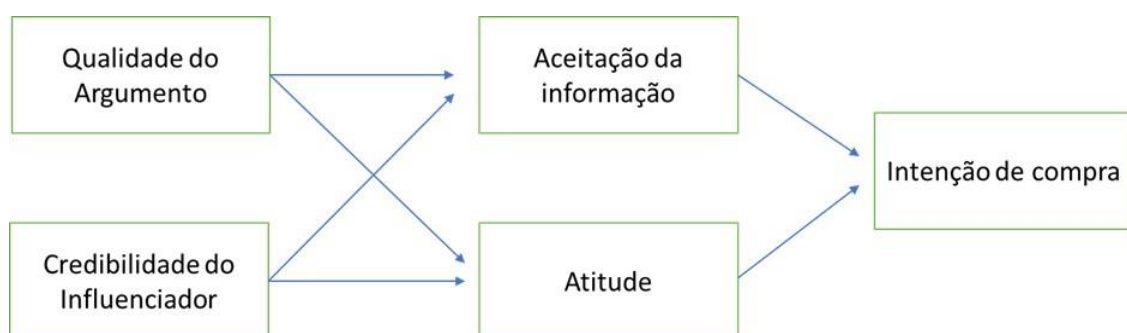 Qualidade do
Argumento
Aceitação da
informação
Intenção de compra
Credibilidade do
Influenciador
Atitude